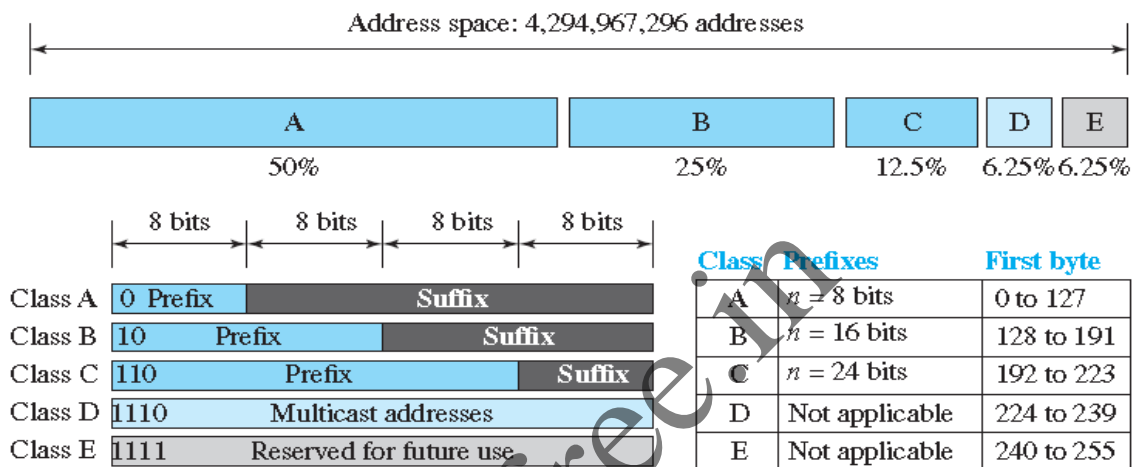 Address space: 4,294,967,296 addresses
A B C D E
50% 25% 12.5% 6.25% 6.25%
8 bits 8 bits 8 bits 8 bits
Class A 0 Prefix Suffix
Class B 10 Prefix Suffix
Class C 110 Prefix Suffix
Class D 1110 Multicast addresses
Class E 1111 Reserved for future use
Class Prefixes First byte
A n = 8 bits 0 to 127
B n = 16 bits 128 to 191
C n = 24 bits 192 to 223
D Not applicable 224 to 239
E Not applicable 240 to 255
free.in